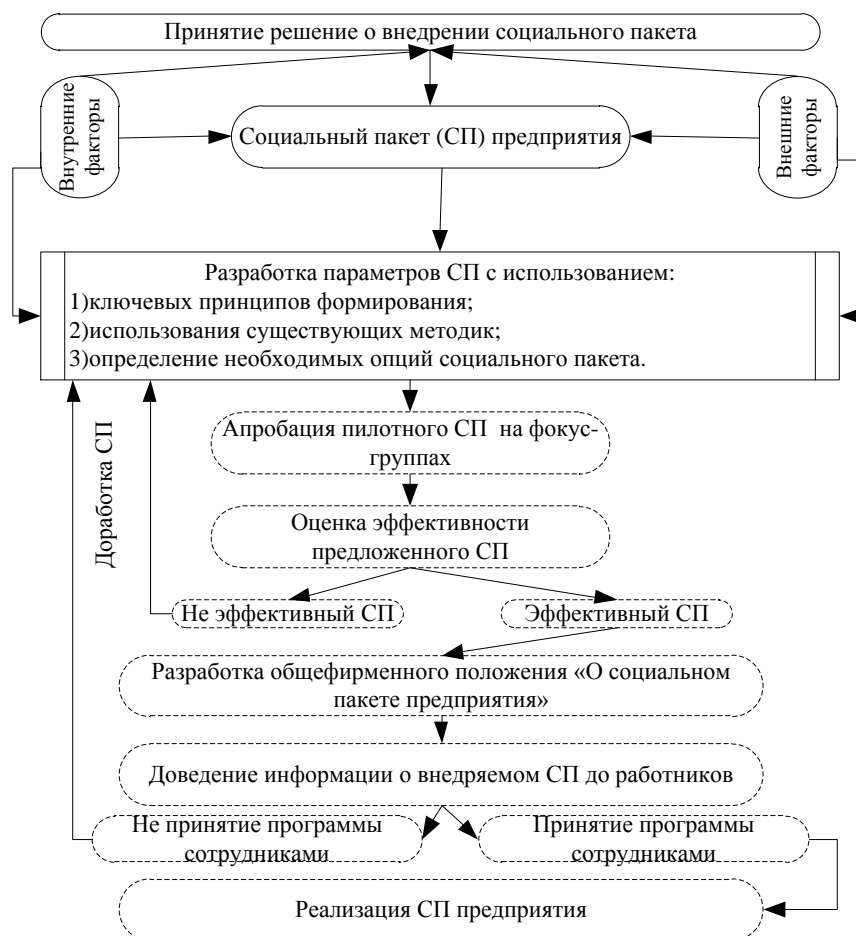 Принятие решение о внедрении социального пакета
Внутренние
факторы
Социальный пакет (СП) предприятия
Внешние
факторы
Разработка параметров СП с использованием:
1)ключевых принципов формирования;
2)использования существующих методик;
3)определение необходимых опций социального пакета.
Доработка СП
Апробация пилотного СП на фокус-
группах
Оценка эффективности
предложенного СП
Не эффективный СП
Эффективный СП
Разработка общефирменного положения «О социальном
пакете предприятия»
Доведение информации о внедряемом СП до работников
Не принятие программы
сотрудниками
Принятие программы
сотрудниками
Реализация СП предприятия